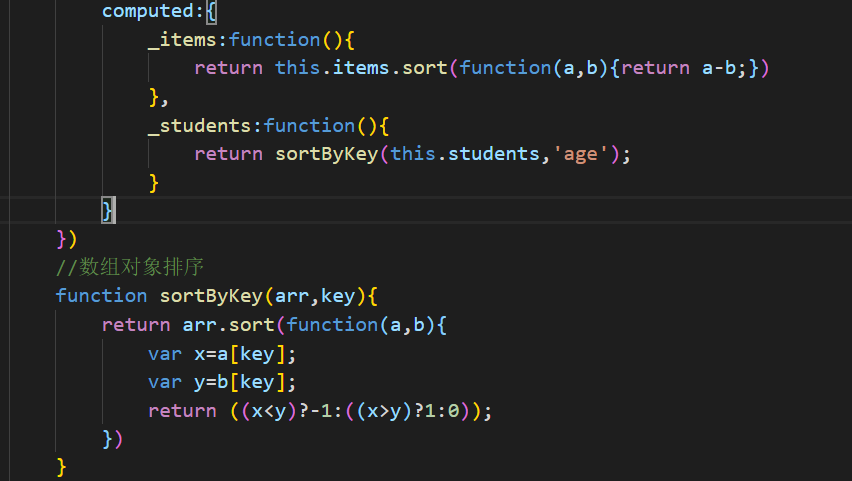 computed:{
_items:function(){
return this.items.sort(function(a,b){return a-b;})
},
_students:function(){
return sortByKey(this.students,'age');
}
}
})
//数组对象排序
function sortByKey(arr,key){
return arr.sort(function(a,b){
var x=a[key];
var y=b[key];
return ((x<y)?-1:((x>y)?1:0));
})
}